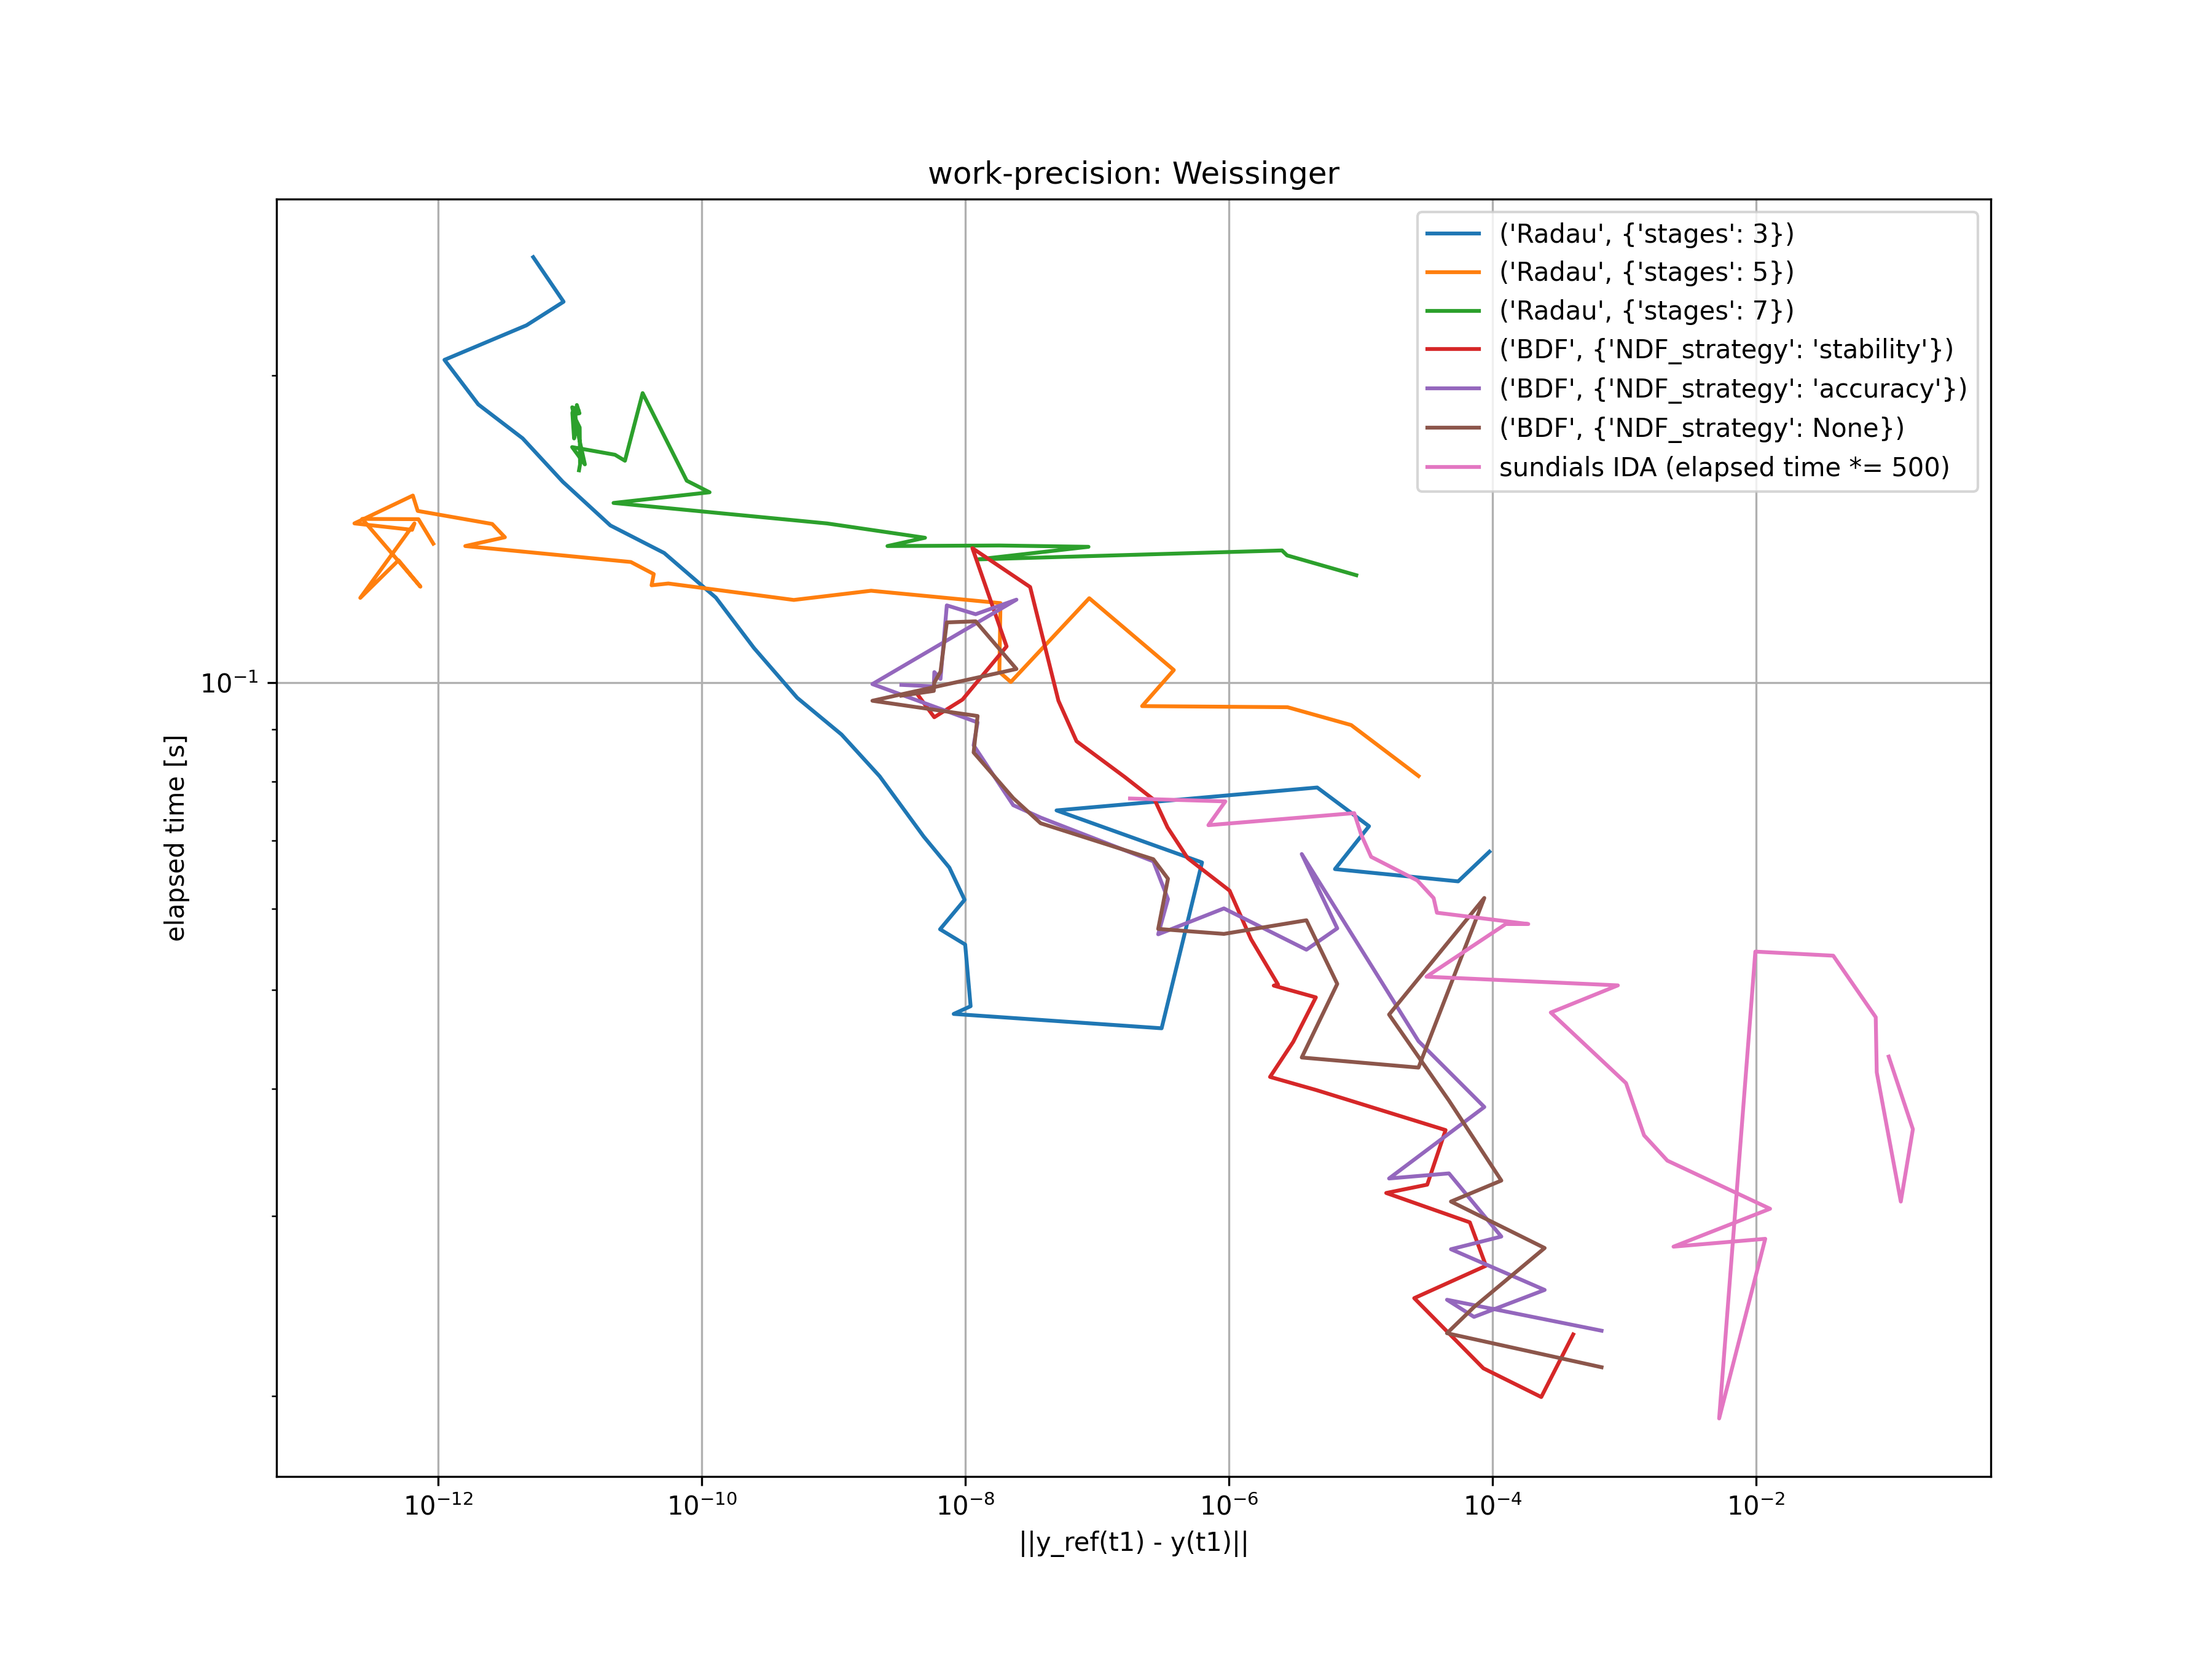 work-precision: Weissinger
('Radau', {'stages': 3})
('Radau', {'stages': 5})
('Radau', {'stages': 7})
('BDF', {'NDF_strategy': 'stability'})
('BDF', {'NDF_strategy': 'accuracy'})
('BDF', {'NDF_strategy': None})
sundials IDA (elapsed time *= 500)
elapsed time [s]
10⁻¹
10⁻¹² 10⁻¹⁰ 10⁻⁸ 10⁻⁶ 10⁻⁴ 10⁻²
||y_ref(t1) - y(t1)||